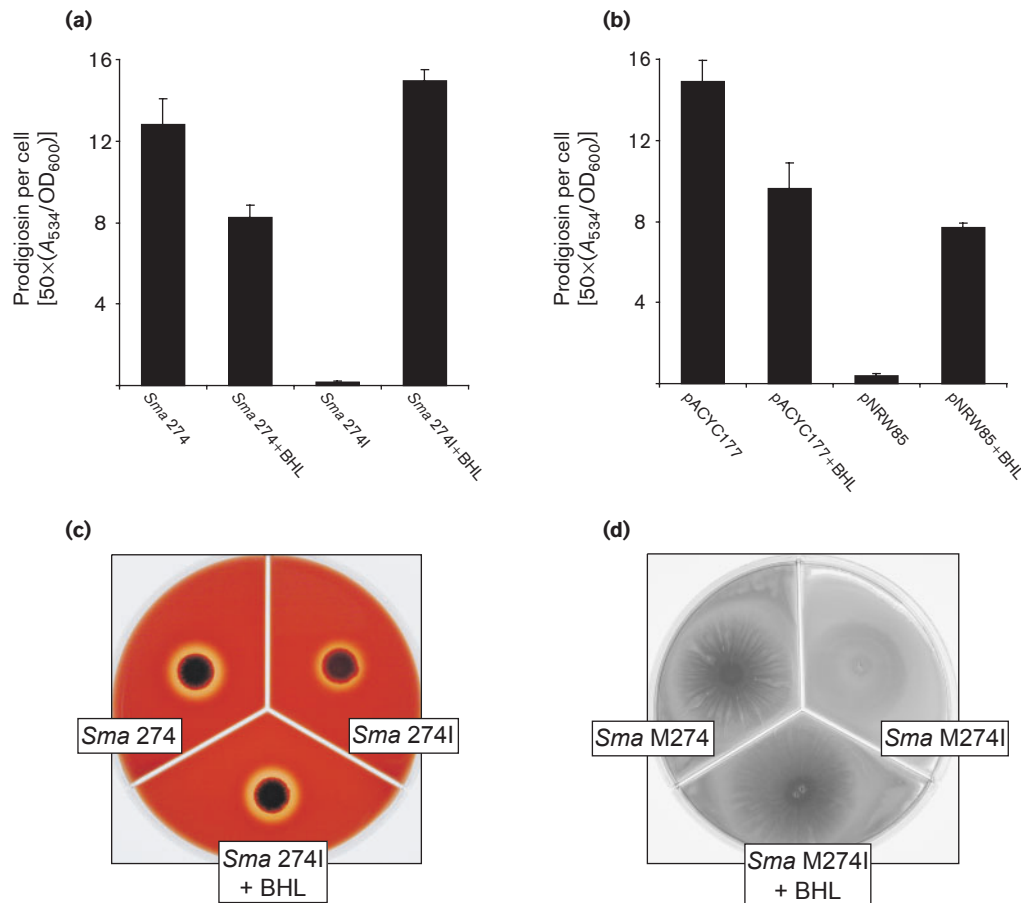 (a)
16
12
8
4
Prodigiosin per cell
[50×(A534/OD600)]
Sma 274
Sma 274+BHL
Sma 274I
Sma 274I+BHL
(b)
16
12
8
4
Prodigiosin per cell
[50×(A534/OD600)]
pACYC177
pACYC177+BHL
pNRW85
pNRW85+BHL
(c)
Sma 274
Sma 274I
Sma 274I
+ BHL
(d)
Sma M274
Sma M274I
Sma M274I
+ BHL